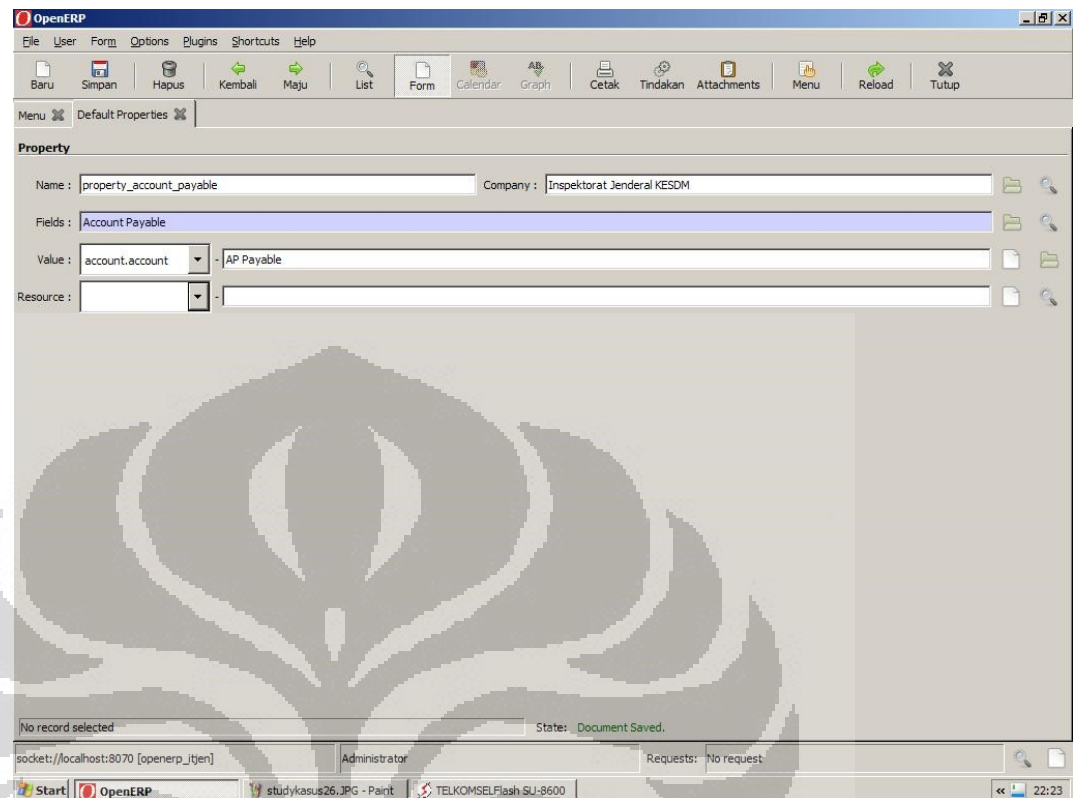 OpenERP
File User Form Options Plugins Shortcuts Help
Baru Simpan Hapus Kembali Maju List Form Calendar Graph Cetak Tindakan Attachments Menu Reload Tutup
Menu Default Properties
Property
Name : property_account_payable Company : Inspektorat Jenderal KESDM
Fields : Account Payable
Value : account.account - AP Payable
Resource : -
No record selected State: Document Saved.
socket://localhost:8070 [openerp_itjen] Administrator Requests: No request
Start OpenERP studykasus26.JPG - Paint TELKOMSELFlash SU-8600 « 22:23